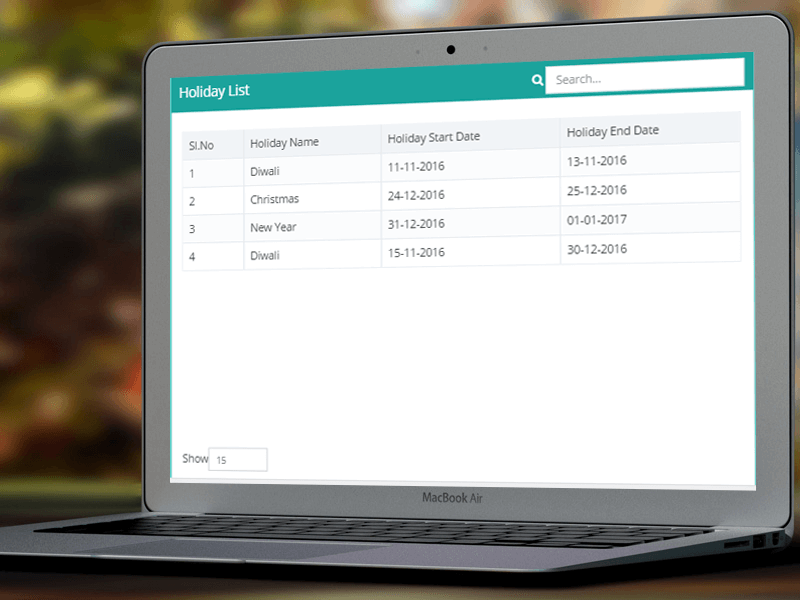 Holiday List Search...
Sl.No Holiday Name Holiday Start Date Holiday End Date
1 Diwali 11-11-2016 13-11-2016
2 Christmas 24-12-2016 25-12-2016
3 New Year 31-12-2016 01-01-2017
4 Diwali 15-11-2016 30-12-2016
Show 15
MacBook Air